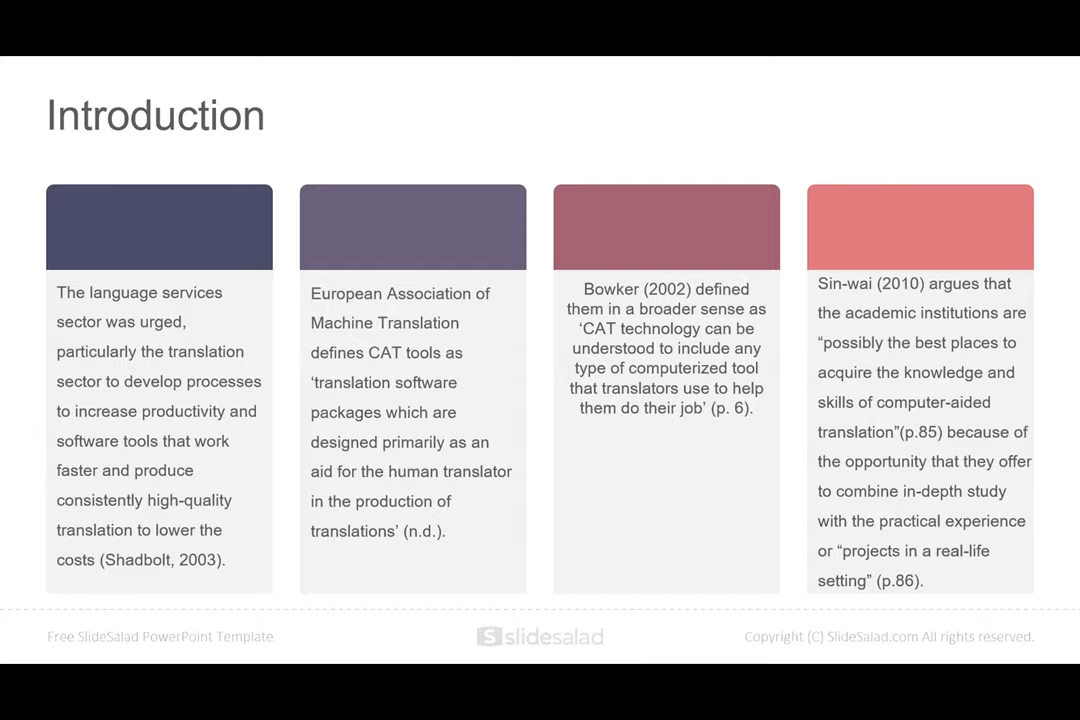 Introduction
The language services
sector was urged,
particularly the translation
sector to develop processes
to increase productivity and
software tools that work
faster and produce
consistently high-quality
translation to lower the
costs (Shadbolt, 2003).
European Association of
Machine Translation
defines CAT tools as
‘translation software
packages which are
designed primarily as an
aid for the human translator
in the production of
translations’ (n.d.).
Bowker (2002) defined
them in a broader sense as
‘CAT technology can be
understood to include any
type of computerized tool
that translators use to help
them do their job’ (p. 6).
Sin-wai (2010) argues that
the academic institutions are
“possibly the best places to
acquire the knowledge and
skills of computer-aided
translation”(p.85) because of
the opportunity that they offer
to combine in-depth study
with the practical experience
or “projects in a real-life
setting” (p.86).
Free SlideSalad PowerPoint Template
slidesalad
Copyright (C) SlideSalad.com All rights reserved.